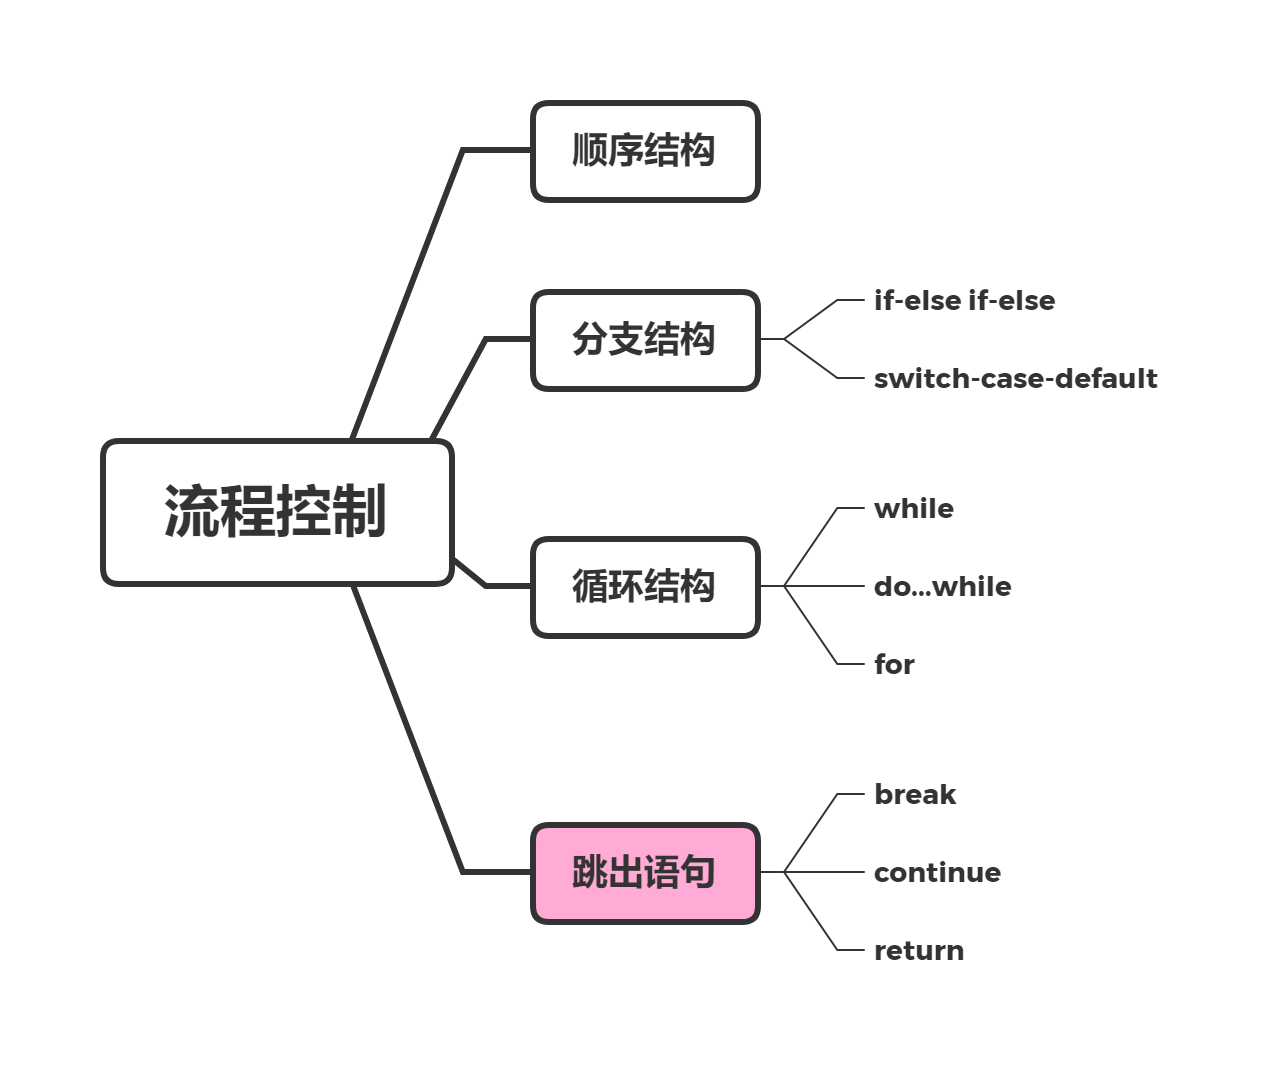 流程控制
顺序结构
分支结构
if-else if-else
switch-case-default
循环结构
while
do...while
for
跳出语句
break
continue
return